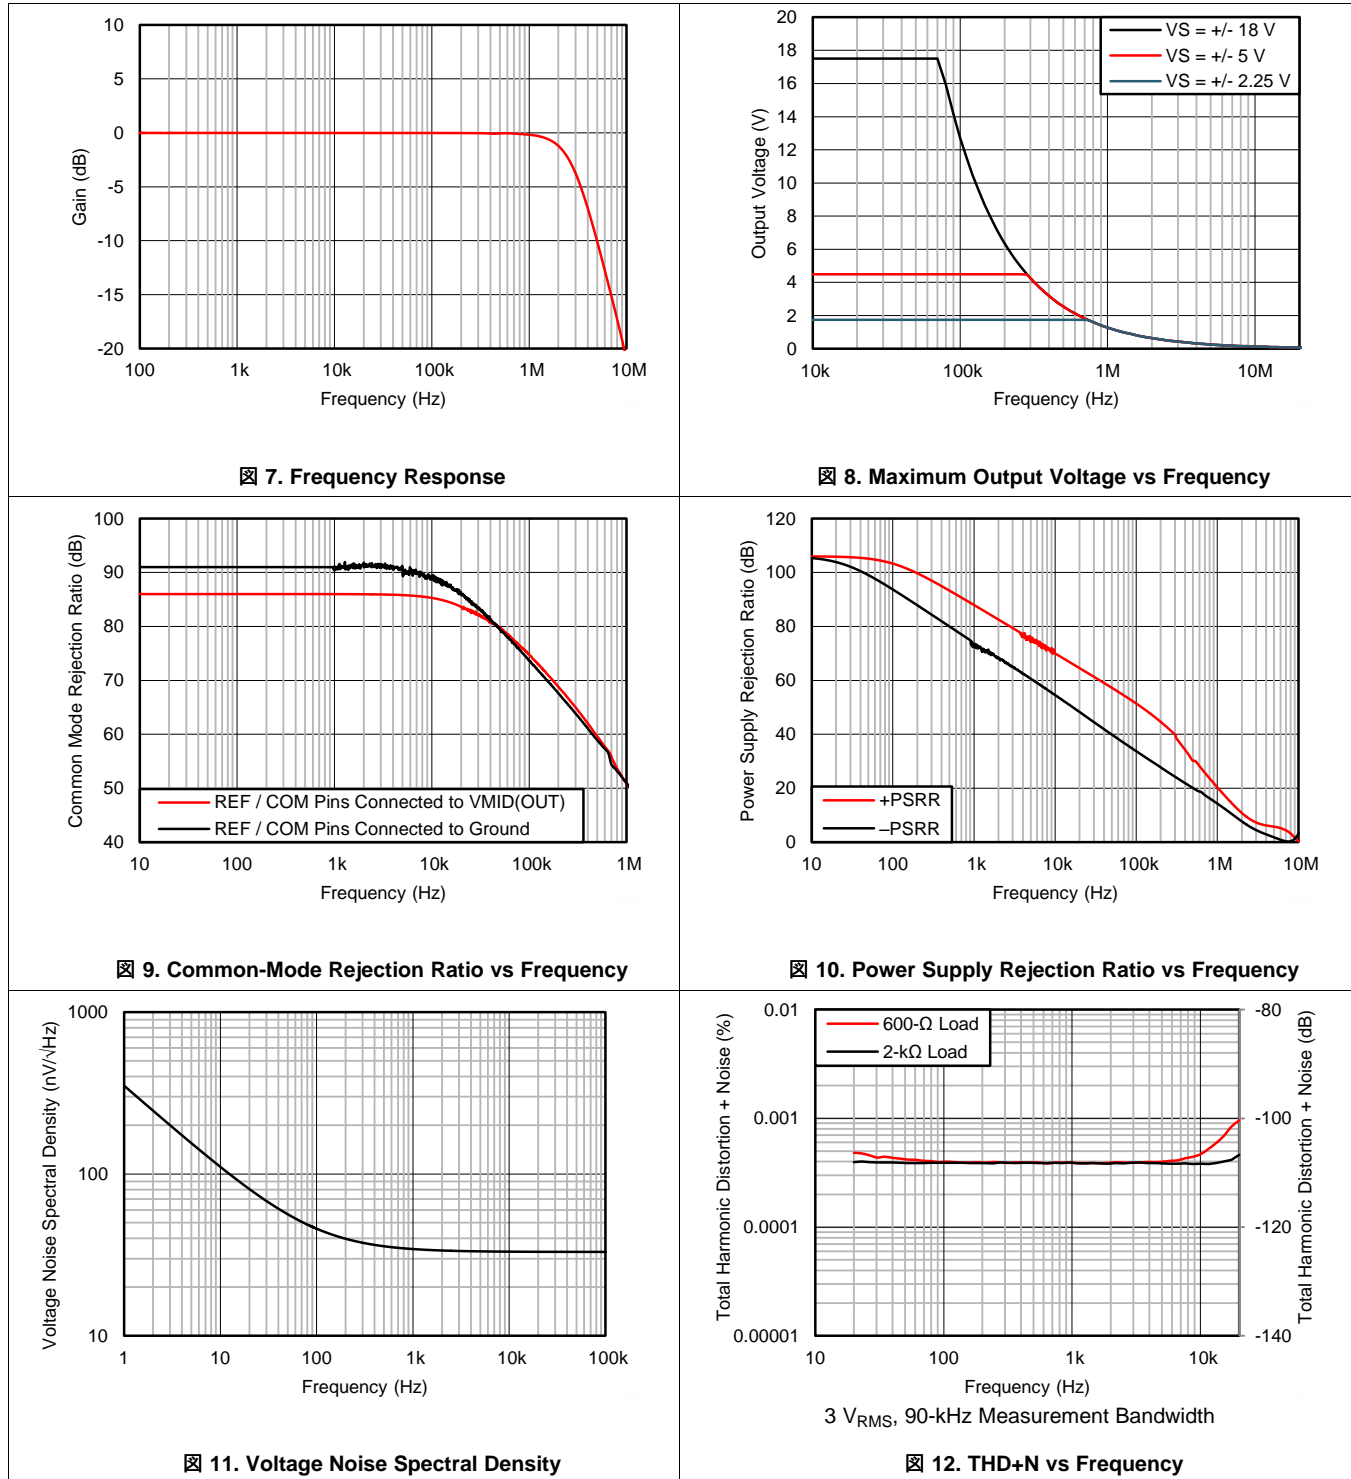 10
5
0
-5
-10
-15
-20
Gain (dB)
100 1k 10k 100k 1M 10M
Frequency (Hz)
図 7. Frequency Response
20
18
16
14
12
10
8
6
4
2
0
Output Voltage (V)
VS = +/- 18 V
VS = +/- 5 V
VS = +/- 2.25 V
10k 100k 1M 10M
Frequency (Hz)
図 8. Maximum Output Voltage vs Frequency
100
90
80
70
60
50
40
Common Mode Rejection Ratio (dB)
REF / COM Pins Connected to VMID(OUT)
REF / COM Pins Connected to Ground
10 100 1k 10k 100k 1M
Frequency (Hz)
図 9. Common-Mode Rejection Ratio vs Frequency
120
100
80
60
40
20
0
Power Supply Rejection Ratio (dB)
+PSRR
–PSRR
10 100 1k 10k 100k 1M 10M
Frequency (Hz)
図 10. Power Supply Rejection Ratio vs Frequency
1000
100
10
Voltage Noise Spectral Density (nV/√Hz)
1 10 100 1k 10k 100k
Frequency (Hz)
図 11. Voltage Noise Spectral Density
0.01
0.001
0.0001
0.00001
Total Harmonic Distortion + Noise (%)
600-Ω Load
2-kΩ Load
-80
-100
-120
-140
Total Harmonic Distortion + Noise (dB)
10 100 1k 10k
Frequency (Hz)
3 VRMS, 90-kHz Measurement Bandwidth
図 12. THD+N vs Frequency